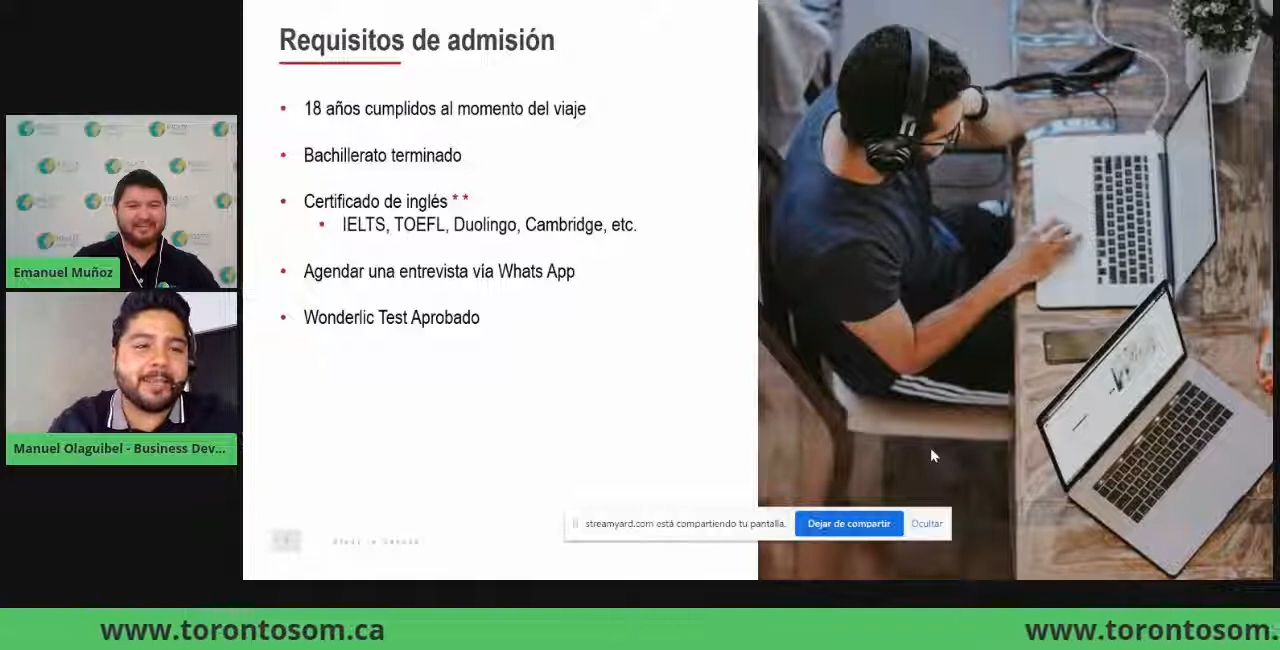 Requisitos de admisión
• 18 años cumplidos al momento del viaje
• Bachillerato terminado
• Certificado de inglés * *
• IELTS, TOEFL, Duolingo, Cambridge, etc.
• Agendar una entrevista vía Whats App
• Wonderlic Test Aprobado
Emanuel Muñoz
Manuel Olaguibel - Business Dev...
streamyard.com está compartiendo tu pantalla. Dejar de compartir Ocultar
www.torontosom.ca www.torontosom.